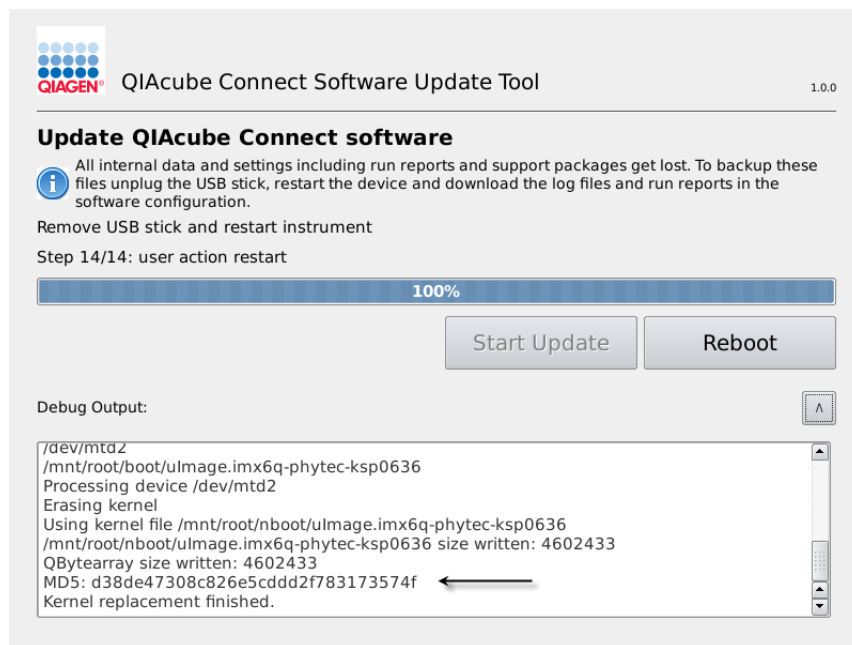 QIAGEN®
QIAcube Connect Software Update Tool
1.0.0
Update QIAcube Connect software
All internal data and settings including run reports and support packages get lost. To backup these
files unplug the USB stick, restart the device and download the log files and run reports in the
software configuration.
Remove USB stick and restart instrument
Step 14/14: user action restart
100%
Start Update
Reboot
Debug Output:
/dev/mtd2
/mnt/root/boot/uImage.imx6q-phytec-ksp0636
Processing device /dev/mtd2
Erasing kernel
Using kernel file /mnt/root/nboot/uImage.imx6q-phytec-ksp0636
/mnt/root/nboot/uImage.imx6q-phytec-ksp0636 size written: 4602433
QBytearray size written: 4602433
MD5: d38de47308c826e5cddd2f783173574f
Kernel replacement finished.